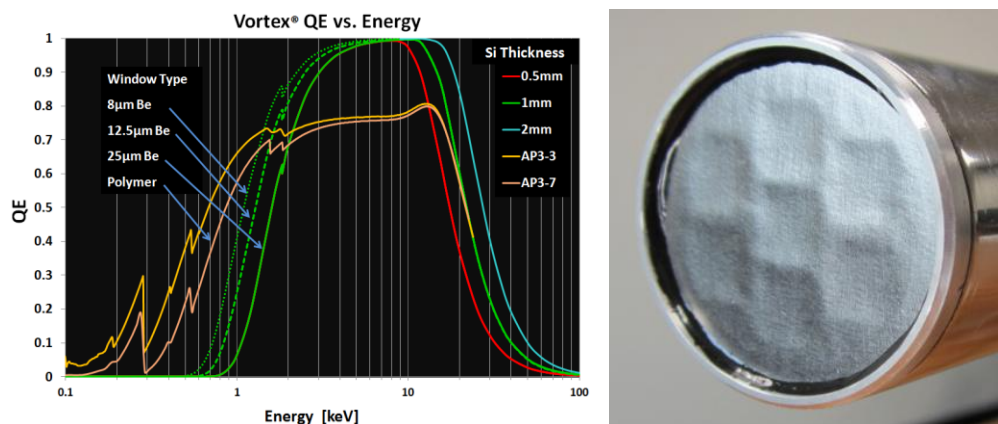 Vortex® QE vs. Energy
QE
1
0.9
0.8
0.7
0.6
0.5
0.4
0.3
0.2
0.1
0
Window Type
8μm Be
12.5μm Be
25μm Be
Polymer
Si Thickness
0.5mm
1mm
2mm
AP3-3
AP3-7
0.1 1 10 100
Energy [keV]